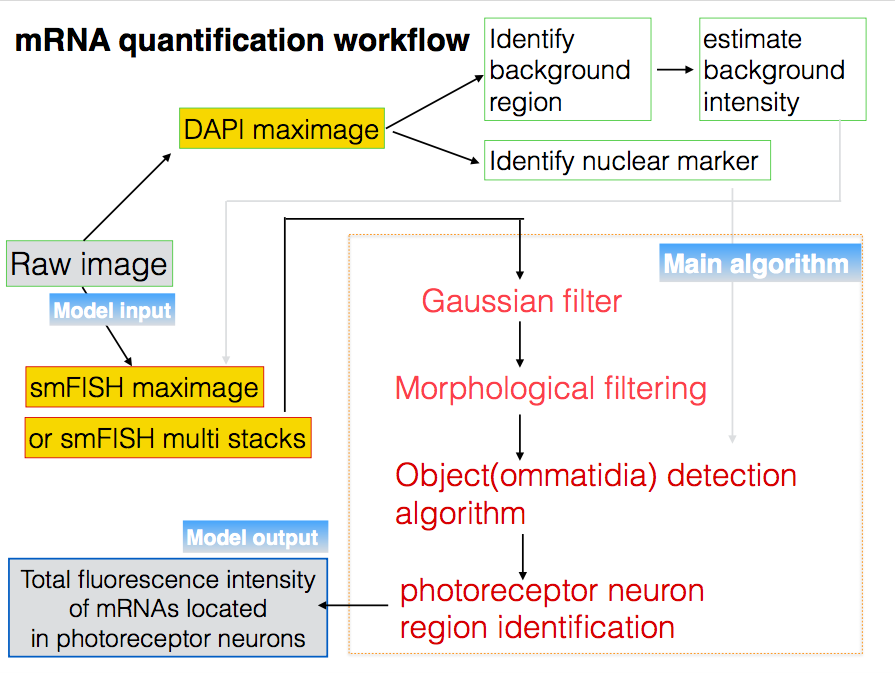 mRNA quantification workflow
Identify
background
region
estimate
background
intensity
DAPI maximage
Identify nuclear marker
Raw image
Model input
Main algorithm
Gaussian filter
smFISH maximage
or smFISH multi stacks
Morphological filtering
Object(ommatidia) detection
algorithm
photoreceptor neuron
region identification
Model output
Total fluorescence intensity
of mRNAs located
in photoreceptor neurons